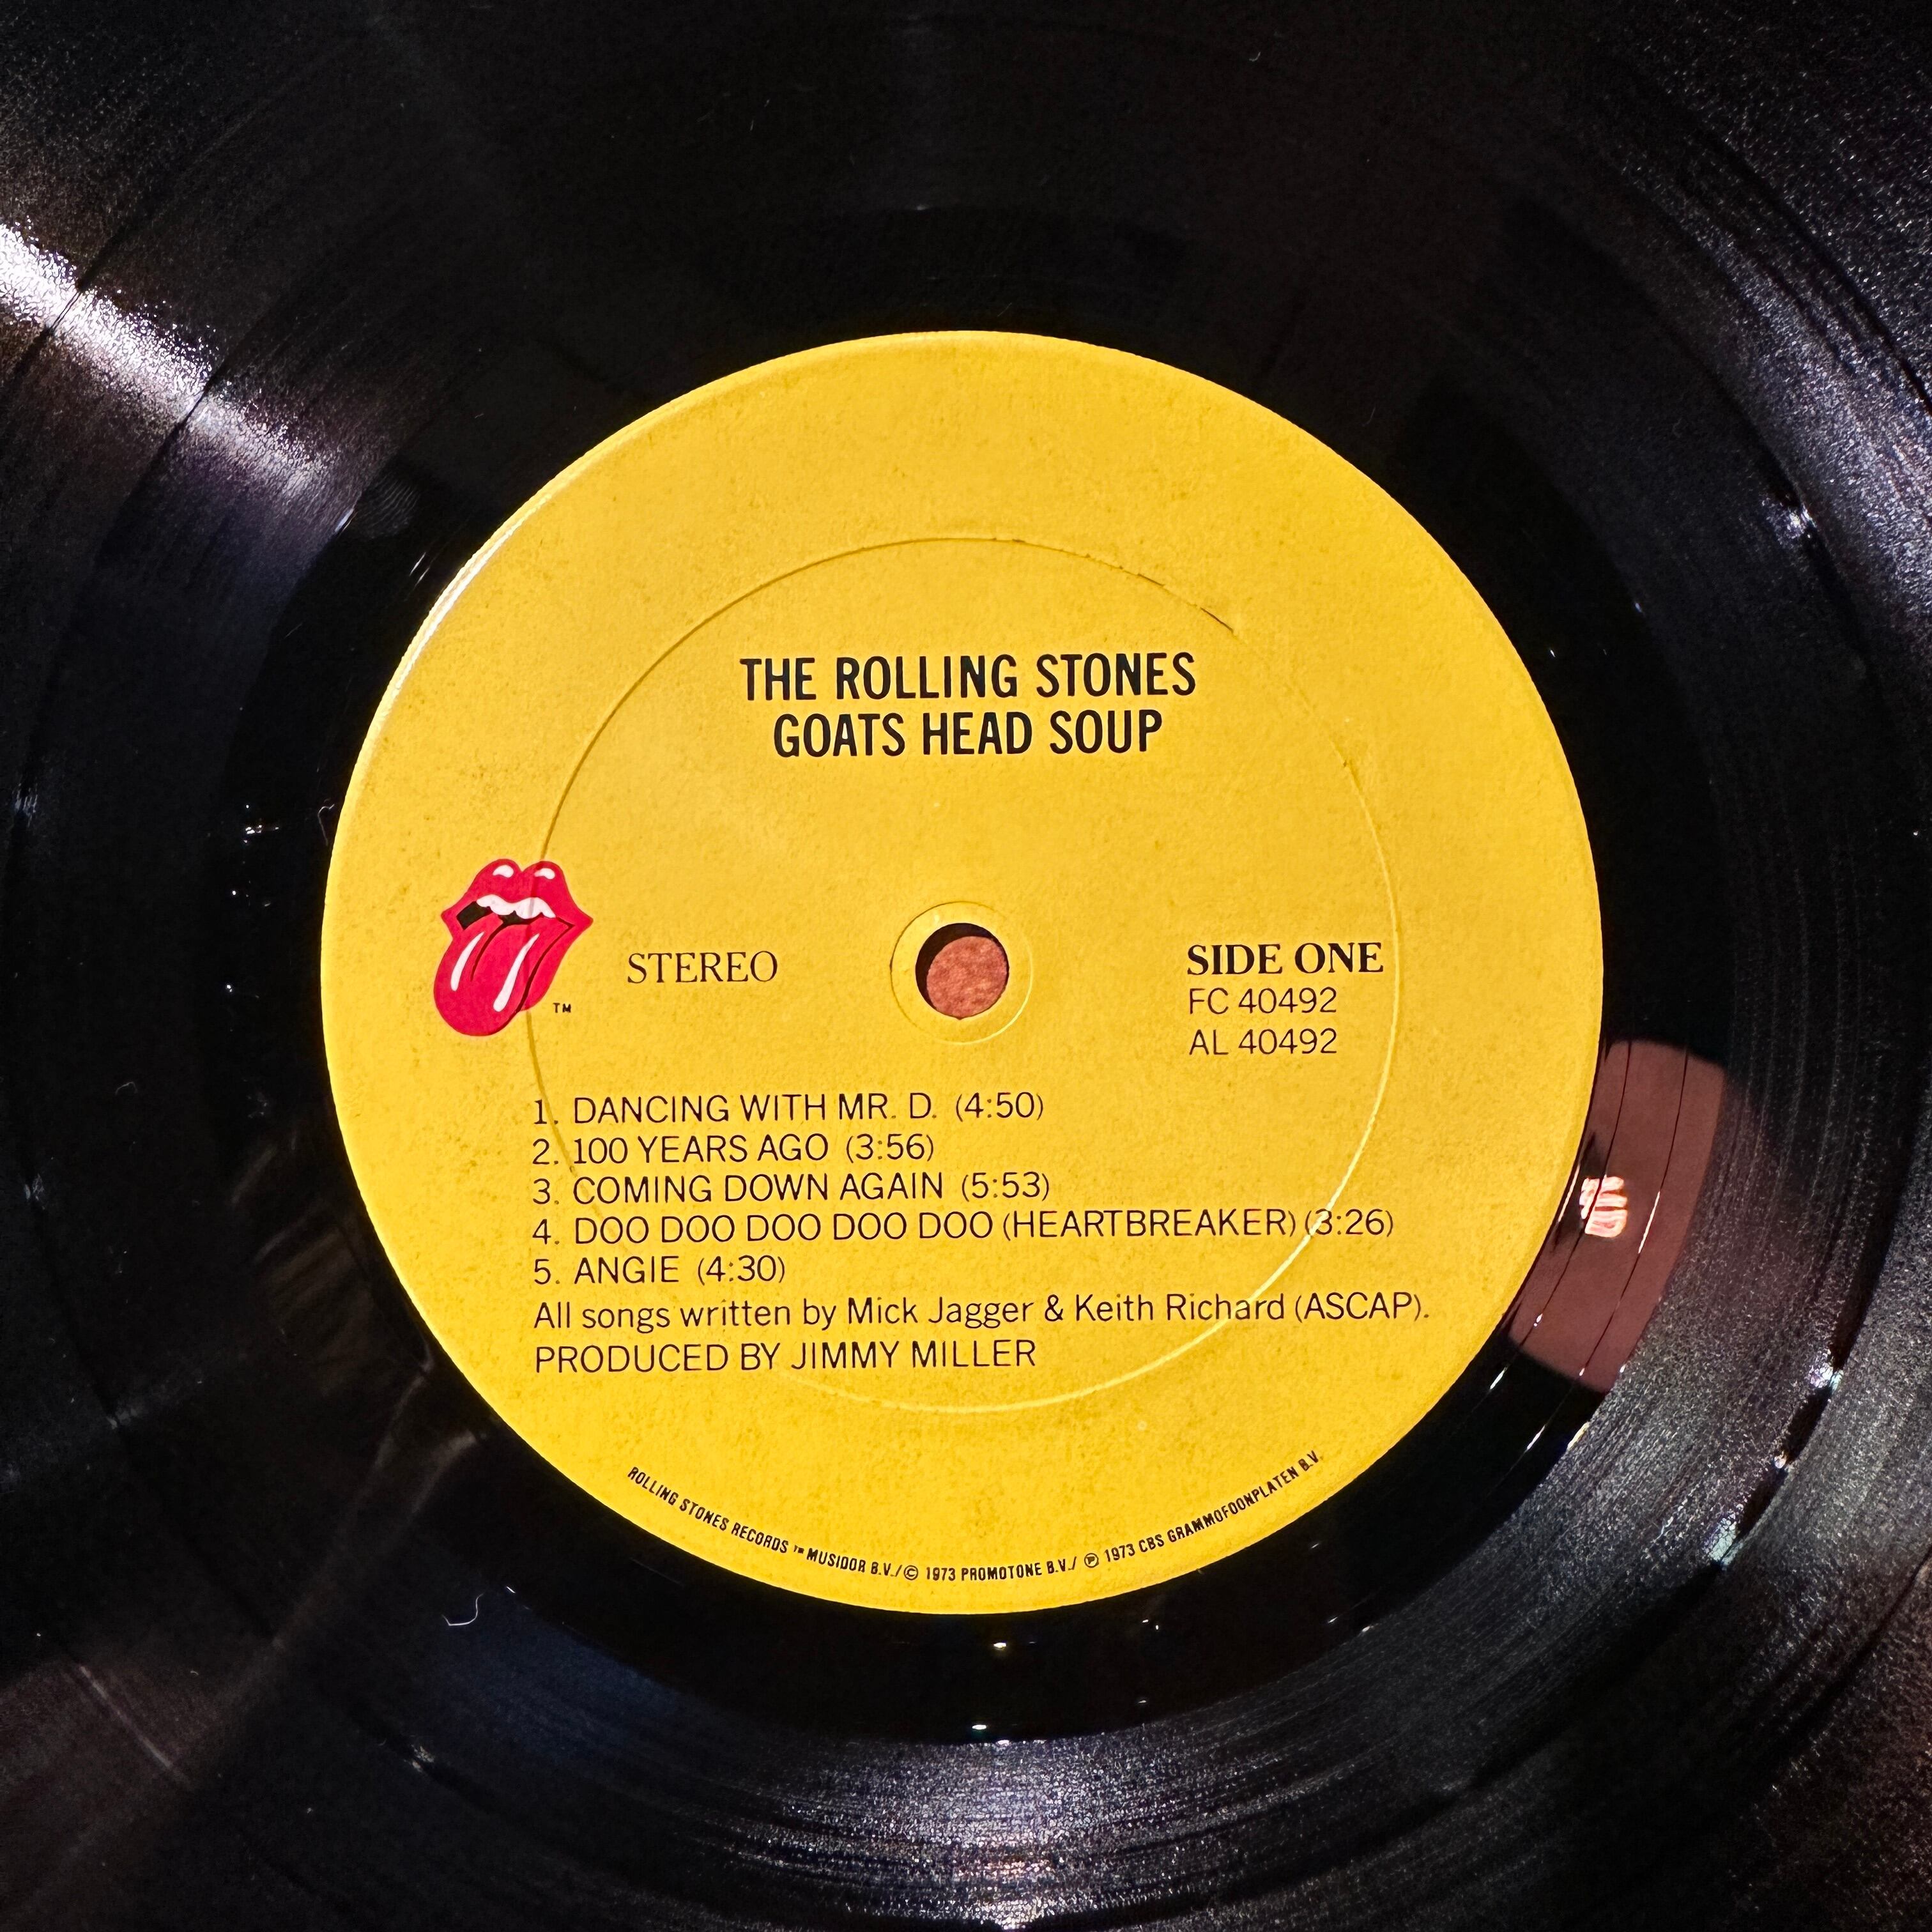 THE ROLLING STONES
GOATS HEAD SOUP
TM
STEREO
SIDE ONE
FC 40492
AL 40492
1. DANCING WITH MR. D. (4:50)
2. 100 YEARS AGO (3:56)
3. COMING DOWN AGAIN (5:53)
4. DOO DOO DOO DOO DOO (HEARTBREAKER) (3:26)
5. ANGIE (4:30)
All songs written by Mick Jagger & Keith Richard (ASCAP).
PRODUCED BY JIMMY MILLER
ROLLING STONES RECORDS ™ MUSIDOR B.V./© 1973 PROMOTONE B.V./ ℗ 1973 CBS GRAMMOFOONPLATEN B.V.